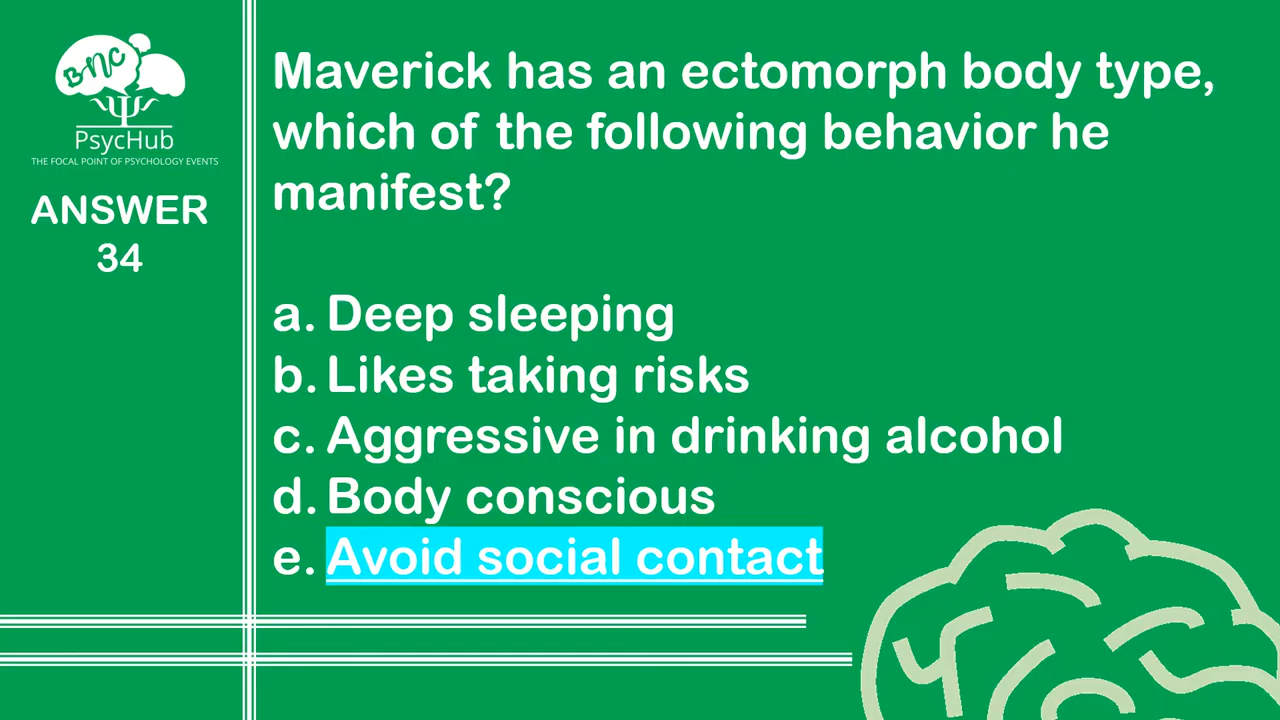 BNC
PsycHub
THE FOCAL POINT OF PSYCHOLOGY EVENTS
ANSWER
34
Maverick has an ectomorph body type,
which of the following behavior he
manifest?
a. Deep sleeping
b. Likes taking risks
c. Aggressive in drinking alcohol
d. Body conscious
e. Avoid social contact